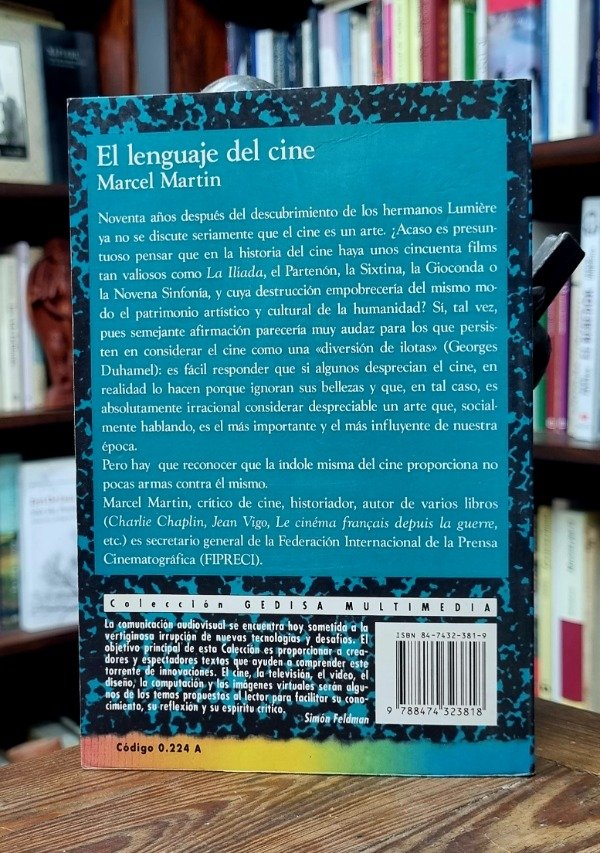 El lenguaje del cine
Marcel Martin
Noventa años después del descubrimiento de los hermanos Lumière
ya no se discute seriamente que el cine es un arte. ¿Acaso es presun-
tuoso pensar que en la historia del cine haya unos cincuenta films
tan valiosos como La Iliada, el Partenón, la Sixtina, la Gioconda o
la Novena Sinfonía, y cuya destrucción empobrecería del mismo mo-
do el patrimonio artístico y cultural de la humanidad? Sí, tal vez,
pues semejante afirmación parecería muy audaz para los que persis-
ten en considerar el cine como una «diversión de ilotas» (Georges
Duhamel): es fácil responder que si algunos desprecian el cine, en
realidad lo hacen porque ignoran sus bellezas y que, en tal caso, es
absolutamente irracional considerar despreciable un arte que, social-
mente hablando, es el más importante y el más influyente de nuestra
época.
Pero hay que reconocer que la índole misma del cine proporciona no
pocas armas contra él mismo.
Marcel Martin, crítico de cine, historiador, autor de varios libros
(Charlie Chaplin, Jean Vigo, Le cinéma français depuis la guerre,
etc.) es secretario general de la Federación Internacional de la Prensa
Cinematográfica (FIPRECI).
Colección GEDISA MULTIMEDIA
La comunicación audiovisual se encuentra hoy sometida a la
vertiginosa irrupción de nuevas tecnologías y desafíos. El
objetivo principal de esta Colección es proporcionar a crea-
dores y espectadores textos que ayuden a comprender este
torrente de innovaciones. El cine, la televisión, el video, el
diseño, la computación y las imágenes virtuales serán algu-
nos de los temas propuestos al lector para facilitar su cono-
cimiento, su reflexión y su espíritu crítico.
Simón Feldman
ISBN 84-7432-381-9
9 788474 323818
Código 0.224 A